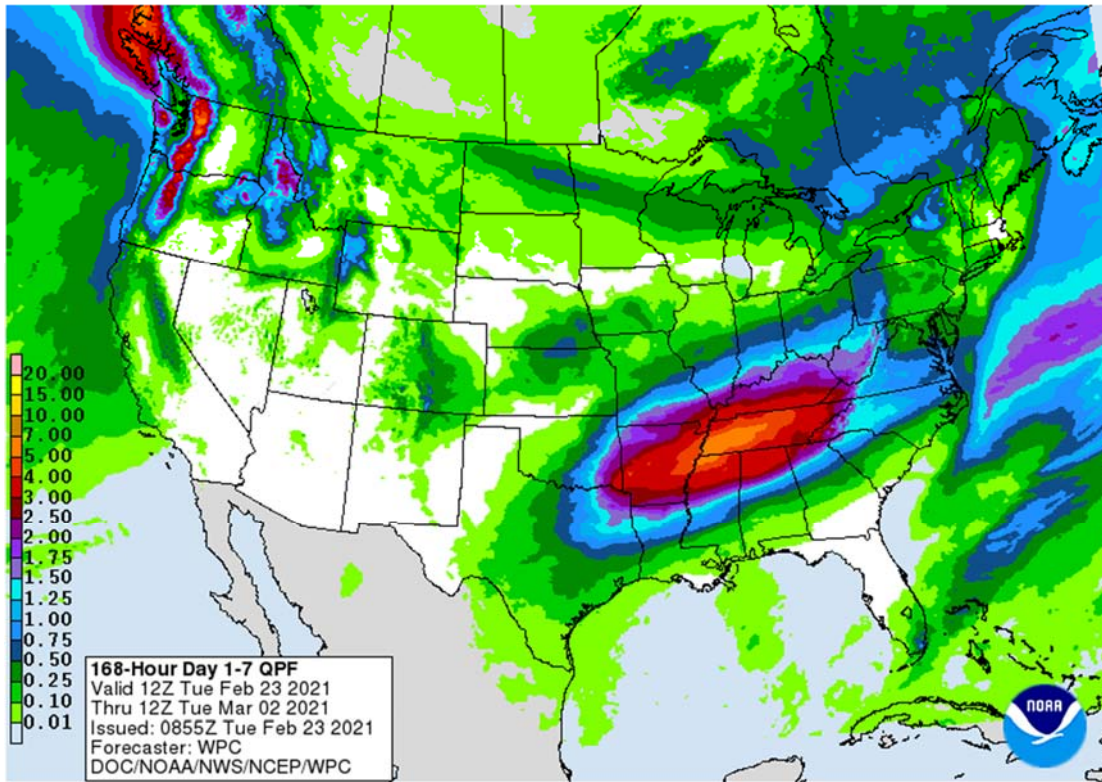 20.00
15.00
10.00
7.00
5.00
4.00
3.00
2.50
2.00
1.75
1.50
1.25
1.00
0.75
0.50
0.25
0.10
0.01
168-Hour Day 1-7 QPF
Valid 12Z Tue Feb 23 2021
Thru 12Z Tue Mar 02 2021
Issued: 0855Z Tue Feb 23 2021
Forecaster: WPC
DOC/NOAA/NWS/NCEP/WPC
NOAA